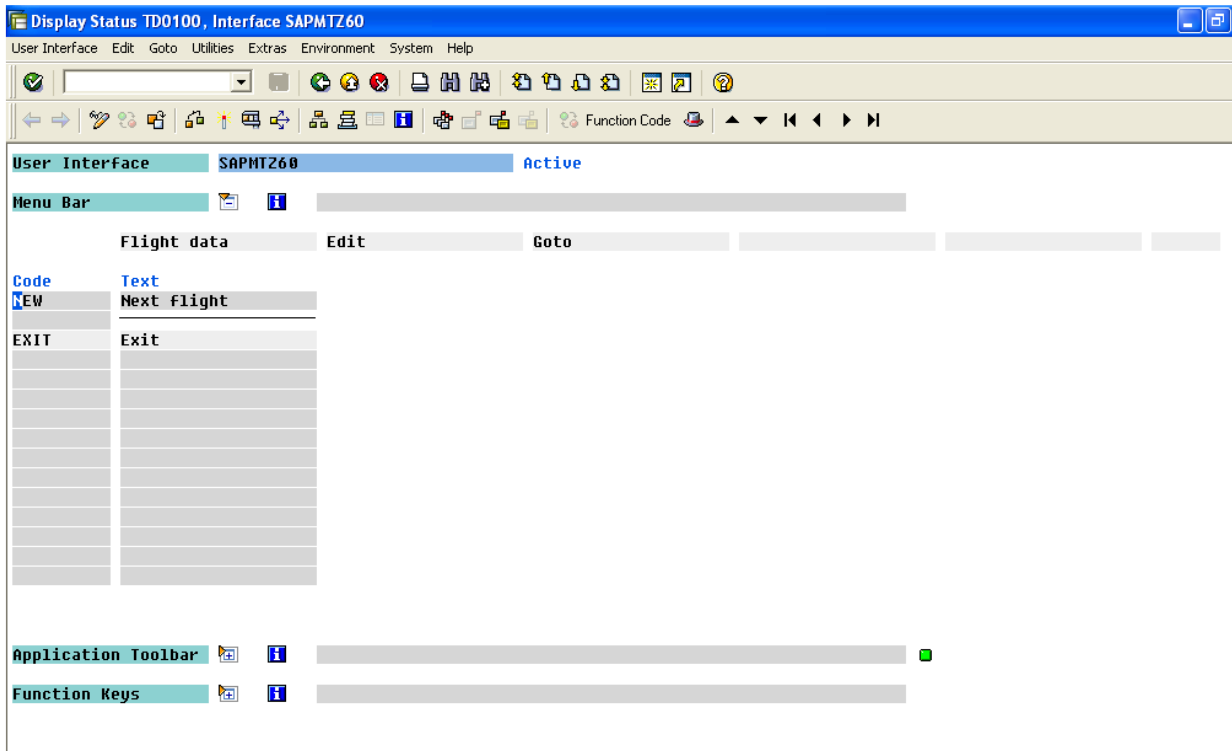 Display Status TD0100, Interface SAPMTZ60
User Interface Edit Goto Utilities Extras Environment System Help
Function Code
User Interface SAPMTZ60 Active
Menu Bar
Flight data Edit Goto
Code Text
NEW Next flight
EXIT Exit
Application Toolbar
Function Keys